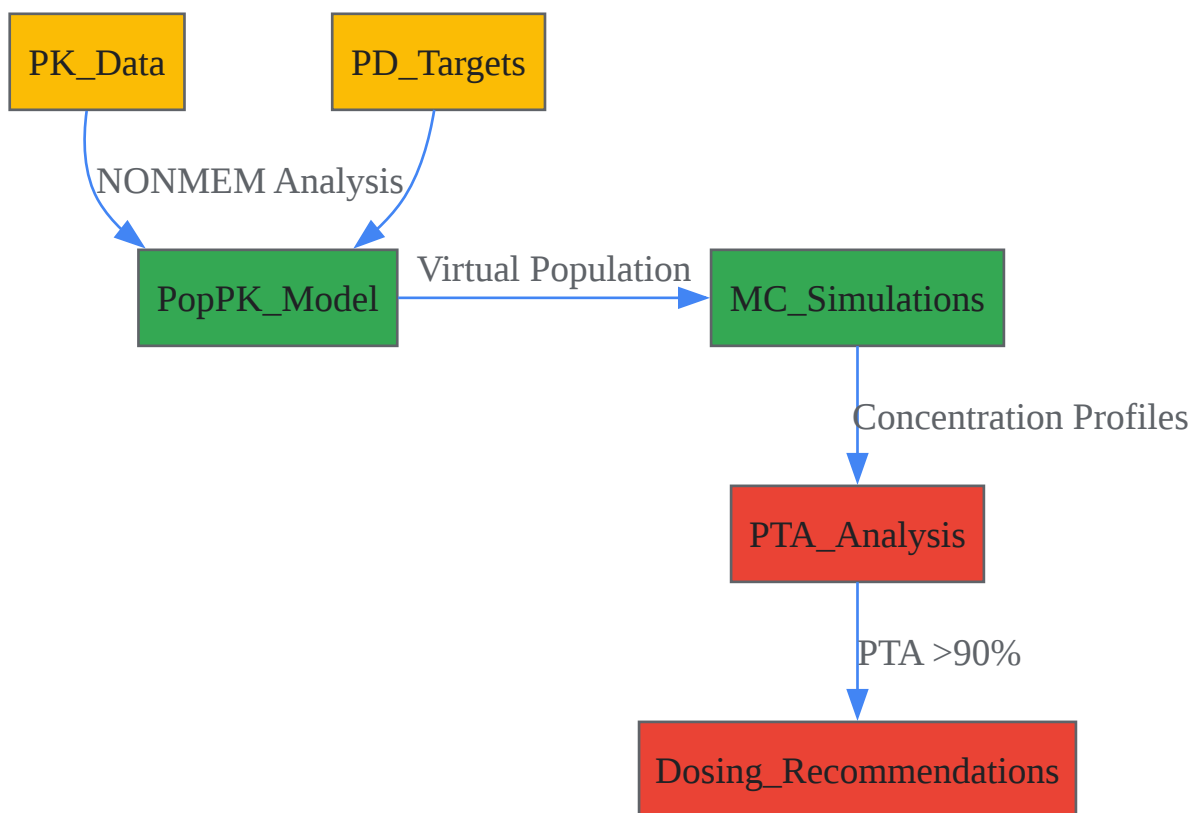 PK_Data
PD_Targets
NONMEM Analysis
PopPK_Model
Virtual Population
MC_Simulations
Concentration Profiles
PTA_Analysis
PTA >90%
Dosing_Recommendations